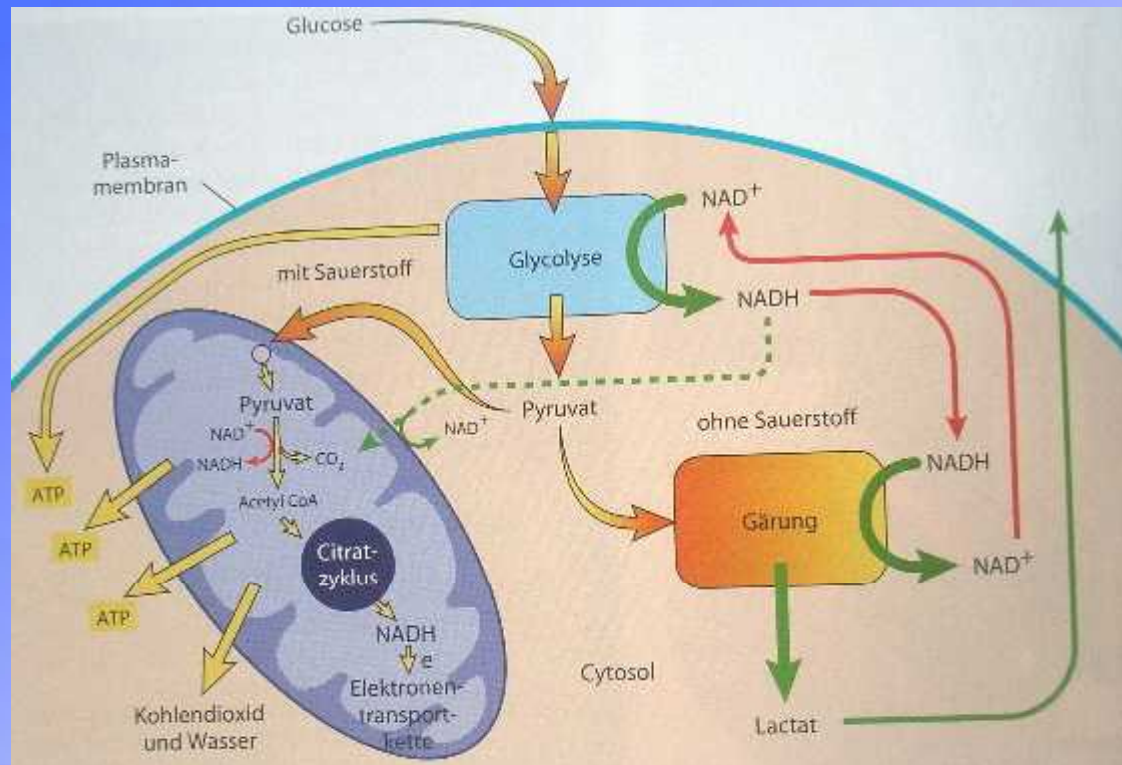 Glucose
Plasma-
membran
NAD⁺
Glycolyse
mit Sauerstoff
NADH
Pyruvat
Pyruvat
ohne Sauerstoff
NAD⁺
NAD⁺
NADH
CO₂
NADH
ATP
Acetyl CoA
Gärung
ATP
Citrat-
zyklus
NAD⁺
ATP
NADH
e
Cytosol
Elektronen-
transport-
kette
Kohlendioxid
und Wasser
Lactat